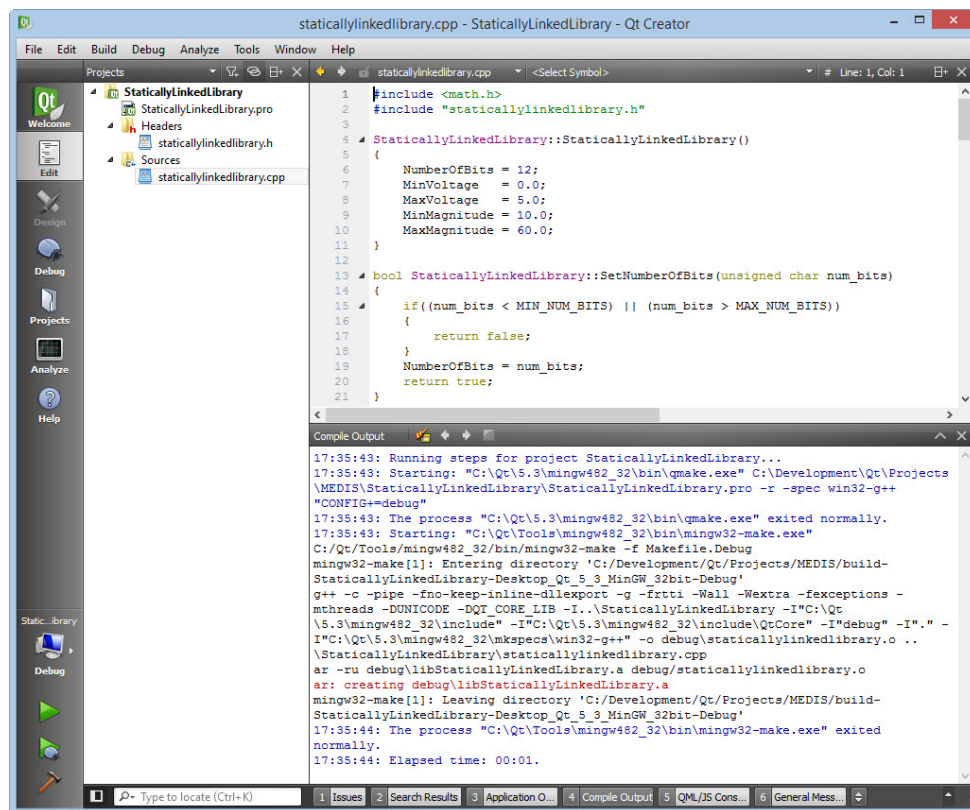 staticallylinkedlibrary.cpp - StaticallyLinkedLibrary - Qt Creator
File Edit Build Debug Analyze Tools Window Help
Projects
staticallylinkedlibrary.cpp <Select Symbol> # Line: 1, Col: 1
Qt
Welcome
Edit
Design
Debug
Projects
Analyze
Help
StaticallyLinkedLibrary
StaticallyLinkedLibrary.pro
Headers
staticallylinkedlibrary.h
Sources
staticallylinkedlibrary.cpp
1 #include <math.h>
2 #include "staticallylinkedlibrary.h"
3
4 StaticallyLinkedLibrary::StaticallyLinkedLibrary()
5 {
6 NumberOfBits = 12;
7 MinVoltage   = 0.0;
8 MaxVoltage   = 5.0;
9 MinMagnitude = 10.0;
10 MaxMagnitude = 60.0;
11 }
12
13 bool StaticallyLinkedLibrary::SetNumberOfBits(unsigned char num_bits)
14 {
15 if((num_bits < MIN_NUM_BITS) || (num_bits > MAX_NUM_BITS))
16 {
17 return false;
18 }
19 NumberOfBits = num_bits;
20 return true;
21 }
Compile Output
17:35:43: Running steps for project StaticallyLinkedLibrary...
17:35:43: Starting: "C:\Qt\5.3\mingw482_32\bin\qmake.exe" C:\Development\Qt\Projects
\MEDIS\StaticallyLinkedLibrary\StaticallyLinkedLibrary.pro -r -spec win32-g++
"CONFIG+=debug"
17:35:43: The process "C:\Qt\5.3\mingw482_32\bin\qmake.exe" exited normally.
17:35:43: Starting: "C:\Qt\Tools\mingw482_32\bin\mingw32-make.exe"
C:/Qt/Tools/mingw482_32/bin/mingw32-make -f Makefile.Debug
mingw32-make[1]: Entering directory 'C:/Development/Qt/Projects/MEDIS/build-
StaticallyLinkedLibrary-Desktop_Qt_5_3_MinGW_32bit-Debug'
g++ -c -pipe -fno-keep-inline-dllexport -g -frtti -Wall -Wextra -fexceptions -
mthreads -DUNICODE -DQT_CORE_LIB -I..\StaticallyLinkedLibrary -I"C:\Qt
\5.3\mingw482_32\include" -I"C:\Qt\5.3\mingw482_32\include\QtCore" -I"debug" -I"." -
I"C:\Qt\5.3\mingw482_32\mkspecs\win32-g++" -o debug\staticallylinkedlibrary.o ..
\StaticallyLinkedLibrary\staticallylinkedlibrary.cpp
ar -ru debug\libStaticallyLinkedLibrary.a debug/staticallylinkedlibrary.o
ar: creating debug\libStaticallyLinkedLibrary.a
mingw32-make[1]: Leaving directory 'C:/Development/Qt/Projects/MEDIS/build-
StaticallyLinkedLibrary-Desktop_Qt_5_3_MinGW_32bit-Debug'
17:35:44: The process "C:\Qt\Tools\mingw482_32\bin\mingw32-make.exe" exited
normally.
17:35:44: Elapsed time: 00:01.
Static...ibrary
Debug
Type to locate (Ctrl+K) 1 Issues 2 Search Results 3 Application O... 4 Compile Output 5 QML/JS Cons... 6 General Mess...